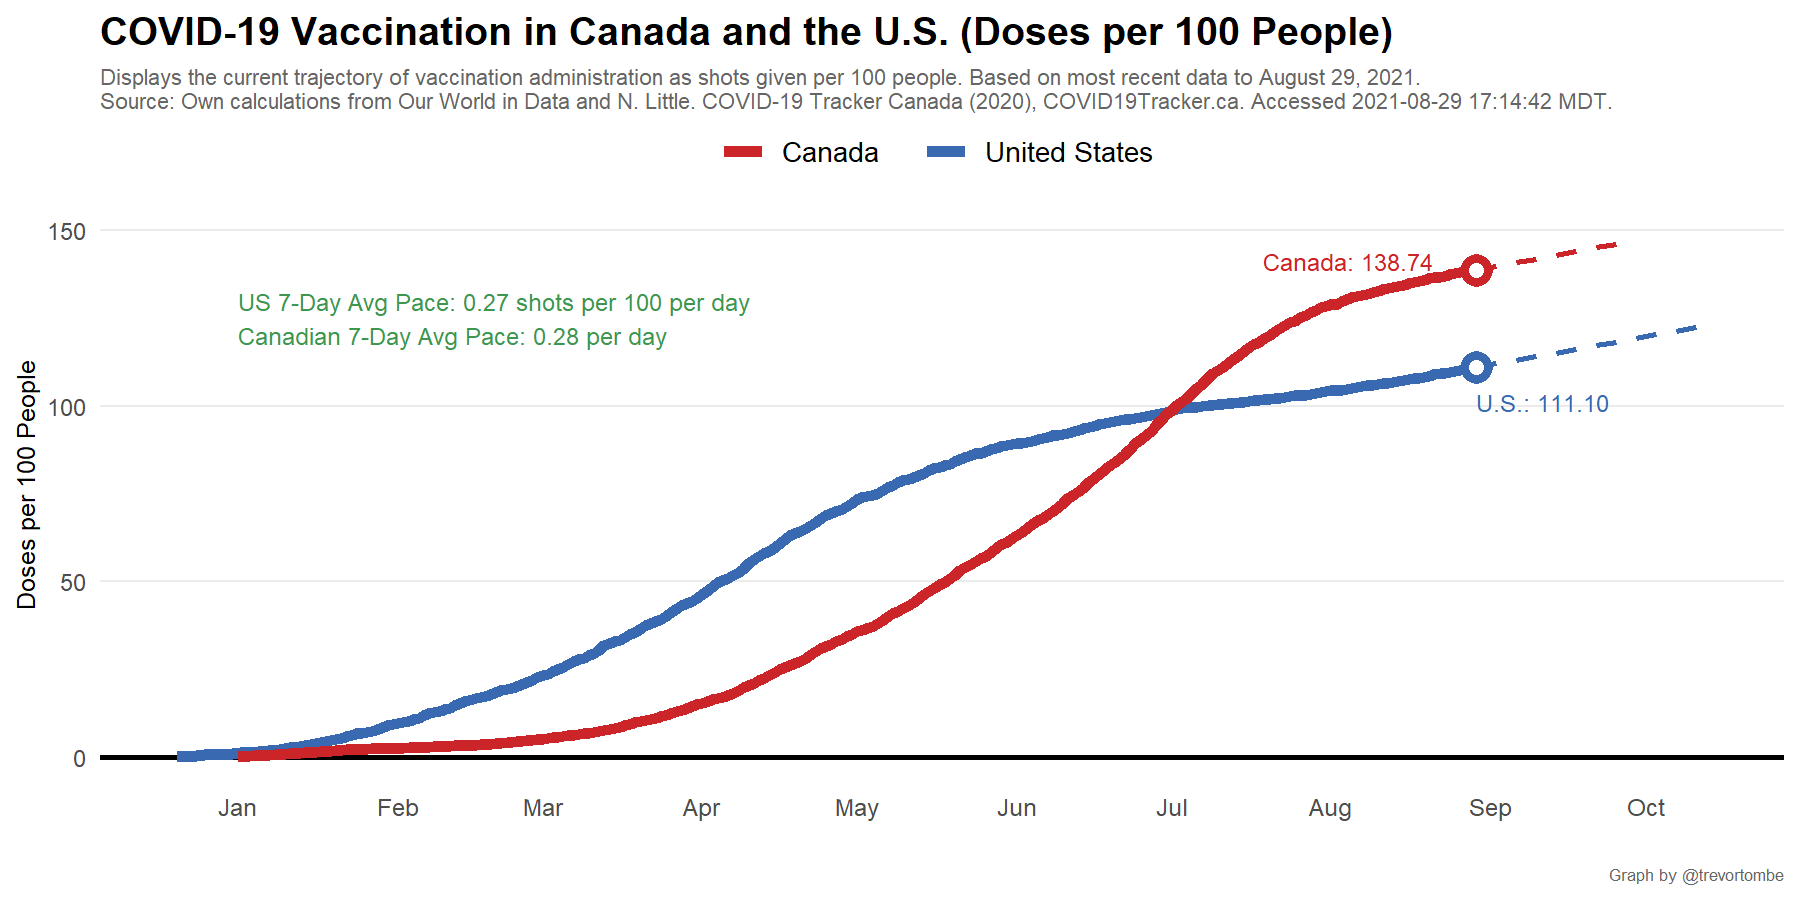 COVID-19 Vaccination in Canada and the U.S. (Doses per 100 People)
Displays the current trajectory of vaccination administration as shots given per 100 people. Based on most recent data to August 29, 2021.
Source: Own calculations from Our World in Data and N. Little. COVID-19 Tracker Canada (2020), COVID19Tracker.ca. Accessed 2021-08-29 17:14:42 MDT.
Canada United States
150
Canada: 138.74
US 7-Day Avg Pace: 0.27 shots per 100 per day
Canadian 7-Day Avg Pace: 0.28 per day
100
U.S.: 111.10
Doses per 100 People
50
0
Jan Feb Mar Apr May Jun Jul Aug Sep Oct
Graph by @trevortombe